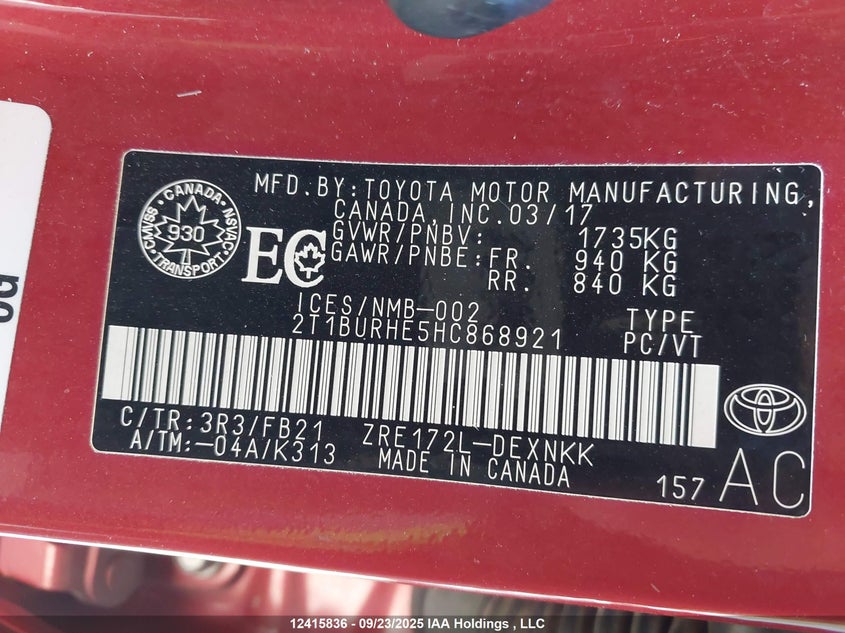 MFD.BY:TOYOTA MOTOR MANUFACTURING,
CANADA,INC.03/17
GVWR/PNBV: 1735KG
GAWR/PNBE:FR. 940 KG
RR. 840 KG
CANADA
CMVSS 930 NSVAC
TRANSPORT
EC
ICES/NMB-002
2T1BURHE5HC868921
TYPE
PC/VT
C/TR:3R3/FB21 ZRE172L-DEXNKK
A/TM:-04A/K313 MADE IN CANADA
157 AC
12415836 - 09/23/2025 IAA Holdings , LLC